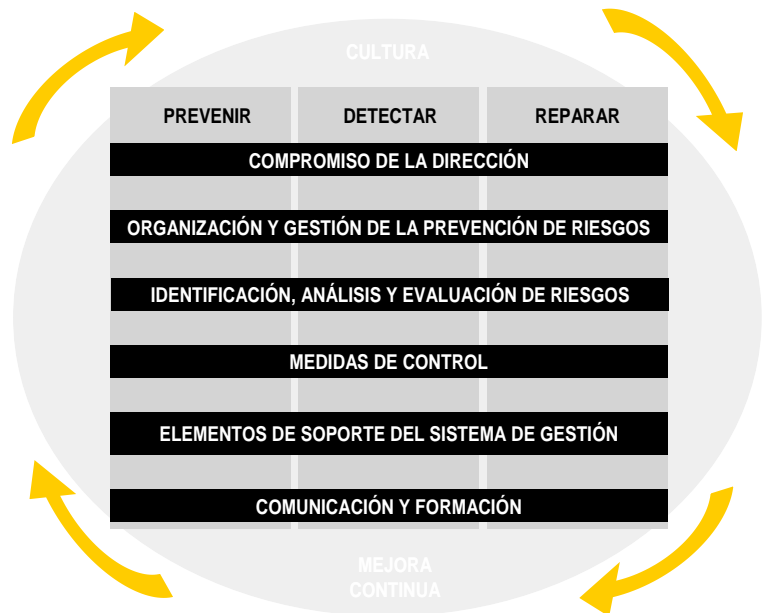 CULTURA
PREVENIR DETECTAR REPARAR
COMPROMISO DE LA DIRECCIÓN
ORGANIZACIÓN Y GESTIÓN DE LA PREVENCIÓN DE RIESGOS
IDENTIFICACIÓN, ANÁLISIS Y EVALUACIÓN DE RIESGOS
MEDIDAS DE CONTROL
ELEMENTOS DE SOPORTE DEL SISTEMA DE GESTIÓN
COMUNICACIÓN Y FORMACIÓN
MEJORA
CONTINUA